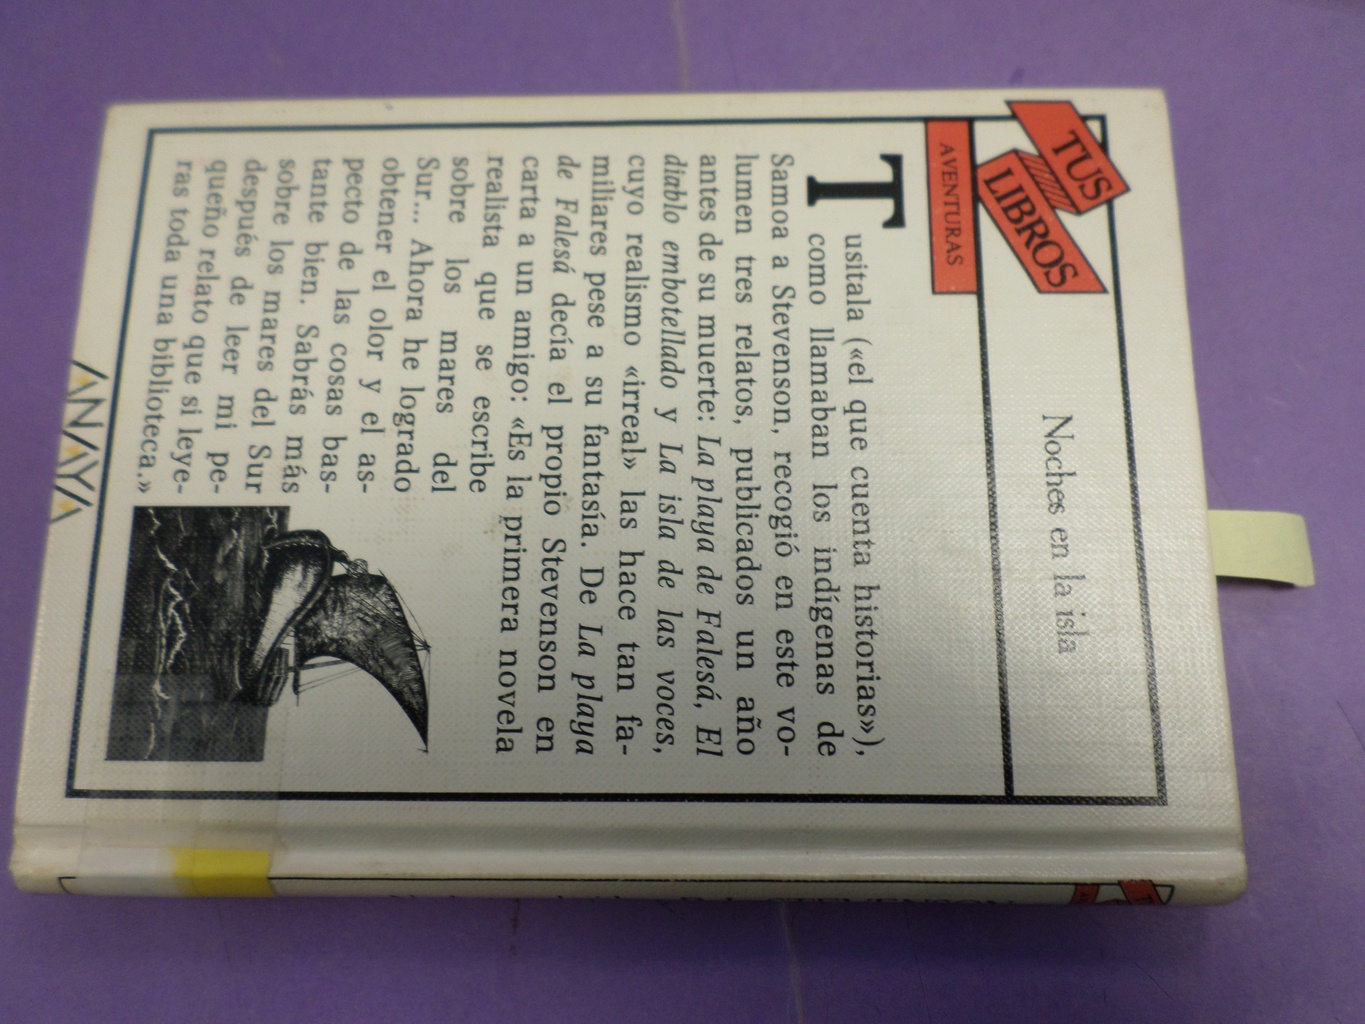 TUS
LIBROS
AVENTURAS
Noches en la isla
Tusitala («el que cuenta historias»),
como llamaban los indígenas de
Samoa a Stevenson, recogió en este vo-
lumen tres relatos, publicados un año
antes de su muerte: La playa de Falesá, El
diablo embotellado y La isla de las voces,
cuyo realismo «irreal» las hace tan fa-
miliares pese a su fantasía. De La playa
de Falesá decía el propio Stevenson en
carta a un amigo: «Es la primera novela
realista que se escribe
sobre los mares del
Sur... Ahora he logrado
obtener el olor y el as-
pecto de las cosas bas-
tante bien. Sabrás más
sobre los mares del Sur
después de leer mi pe-
queño relato que si leye-
ras toda una biblioteca.»
ANAYA